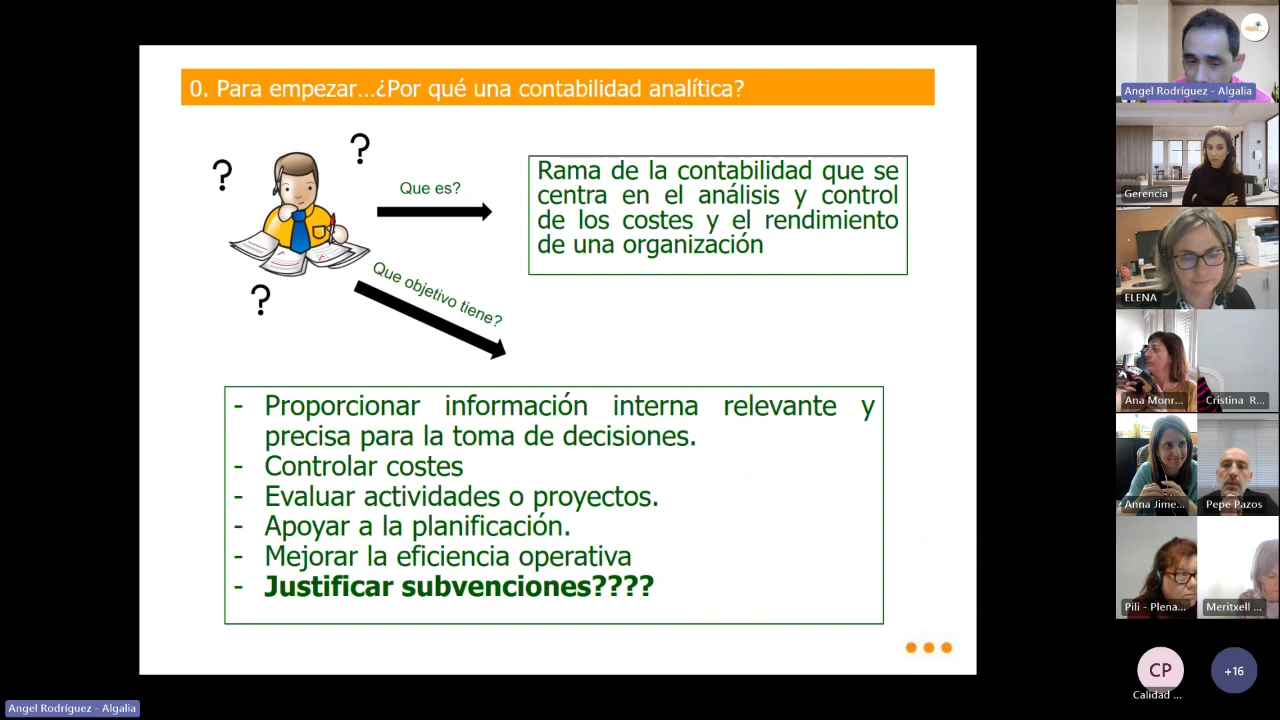 0. Para empezar...¿Por qué una contabilidad analítica?
?
?
?
Que es?
Rama de la contabilidad que se
centra en el análisis y control
de los costes y el rendimiento
de una organización
Que objetivo tiene?
- Proporcionar información interna relevante y
precisa para la toma de decisiones.
- Controlar costes
- Evaluar actividades o proyectos.
- Apoyar a la planificación.
- Mejorar la eficiencia operativa
- Justificar subvenciones????
Angel Rodríguez - Algalia
Gerencia
ELENA
Ana Monr...
Cristina R...
Anna Jime...
Pepe Pazos
Pili - Plena...
Meritxell ...
CP
Calidad ...
+16
Angel Rodríguez - Algalia